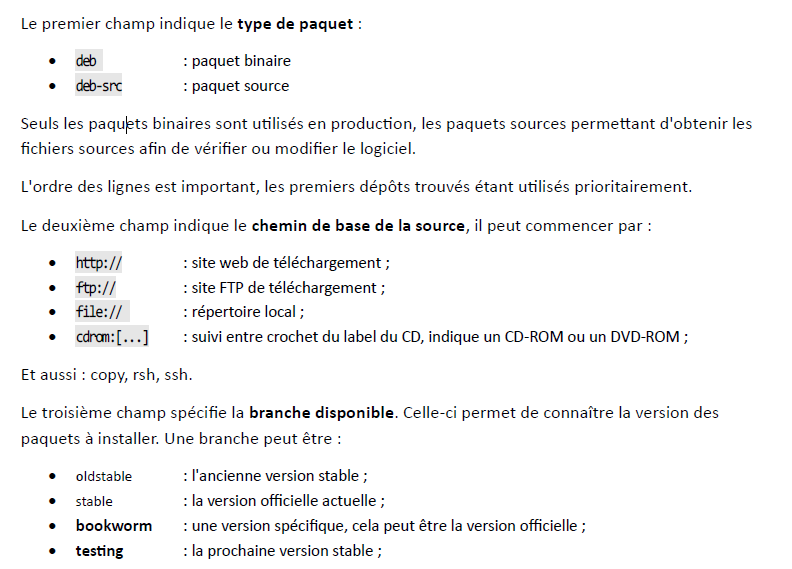 Le premier champ indique le type de paquet :
• deb : paquet binaire
• deb-src : paquet source
Seuls les paquets binaires sont utilisés en production, les paquets sources permettant d'obtenir les
fichiers sources afin de vérifier ou modifier le logiciel.
L'ordre des lignes est important, les premiers dépôts trouvés étant utilisés prioritairement.
Le deuxième champ indique le chemin de base de la source, il peut commencer par :
• http:// : site web de téléchargement ;
• ftp:// : site FTP de téléchargement ;
• file:// : répertoire local ;
• cdrom:[...] : suivi entre crochet du label du CD, indique un CD-ROM ou un DVD-ROM ;
Et aussi : copy, rsh, ssh.
Le troisième champ spécifie la branche disponible. Celle-ci permet de connaître la version des
paquets à installer. Une branche peut être :
• oldstable : l'ancienne version stable ;
• stable : la version officielle actuelle ;
• bookworm : une version spécifique, cela peut être la version officielle ;
• testing : la prochaine version stable ;